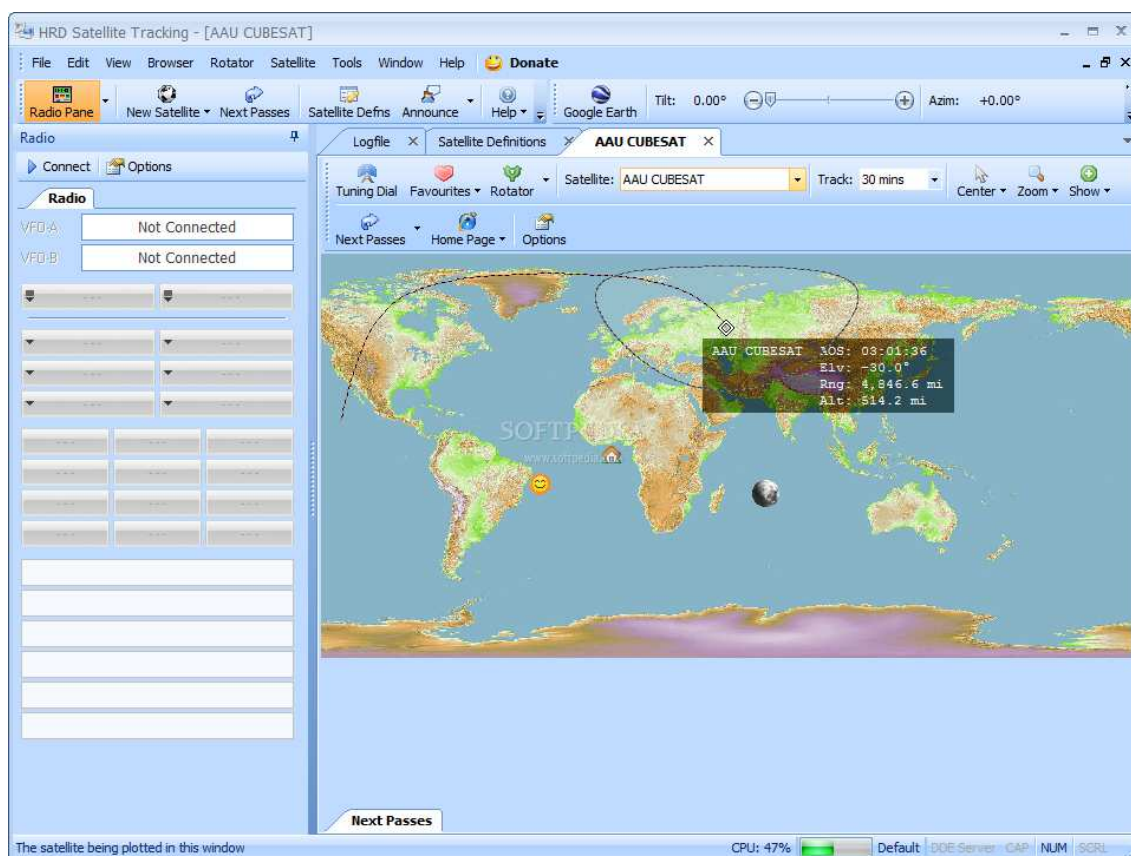 HRD Satellite Tracking - [AAU CUBESAT]
File Edit View Browser Rotator Satellite Tools Window Help Donate
Radio Pane New Satellite Next Passes Satellite Defns Announce Help Google Earth Tilt: 0.00° Azim: +0.00°
Radio
Logfile Satellite Definitions AAU CUBESAT
Connect Options
Tuning Dial Favourites Rotator Satellite: AAU CUBESAT Track: 30 mins Center Zoom Show
Radio
VFO-A Not Connected
Next Passes Home Page Options
VFO-B Not Connected
--- ---
--- ---
--- ---
--- ---
--- --- ---
--- --- ---
--- --- ---
--- --- ---
AAU CUBESAT AOS: 03:01:36
Elv: -30.0°
Rng: 4,846.6 mi
Alt: 514.2 mi
SOFTPEDIA
www.softpedia.com
Next Passes
The satellite being plotted in this window CPU: 47% Default DDE Server CAP NUM SCRL